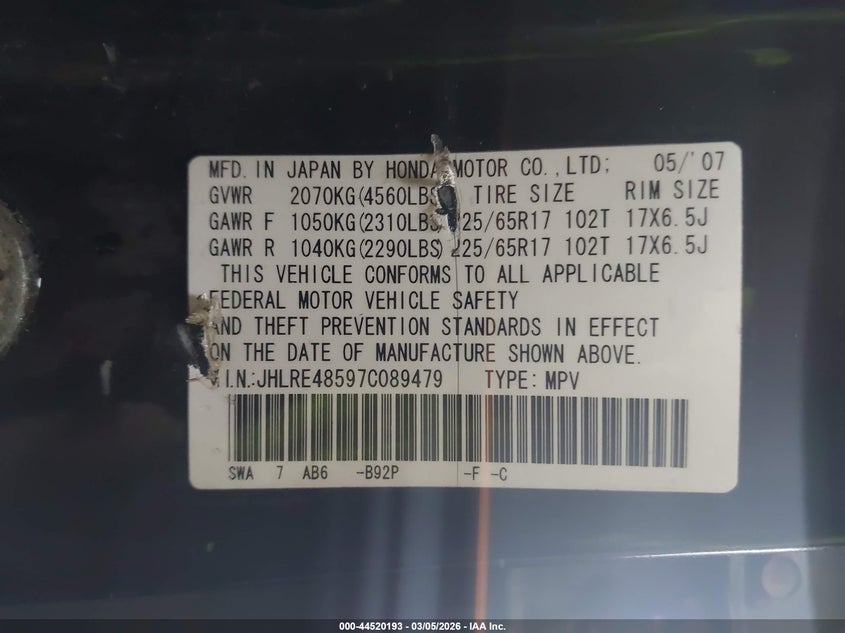 MFD. IN JAPAN BY HONDA MOTOR CO.,LTD; 05/'07
GVWR 2070KG(4560LBS TIRE SIZE RIM SIZE
GAWR F 1050KG(2310LBS) 25/65R17 102T 17X6.5J
GAWR R 1040KG(2290LBS) 225/65R17 102T 17X6.5J
THIS VEHICLE CONFORMS TO ALL APPLICABLE
FEDERAL MOTOR VEHICLE SAFETY
AND THEFT PREVENTION STANDARDS IN EFFECT
ON THE DATE OF MANUFACTURE SHOWN ABOVE.
V.I.N.:JHLRE48597C089479 TYPE: MPV
SWA 7 AB6 -B92P -F -C
000-44520193 - 03/05/2026 - IAA Inc.